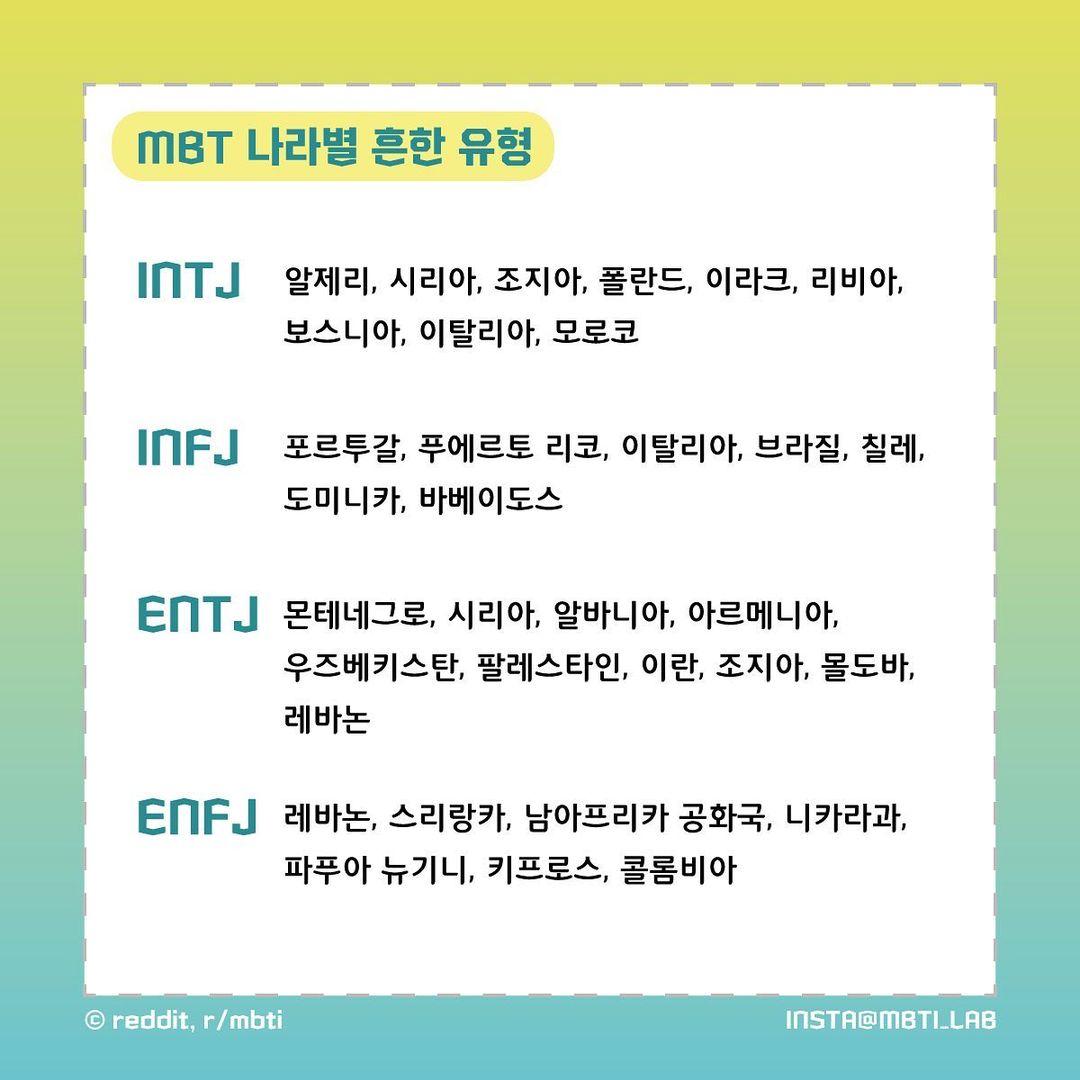 MBT 나라별 흔한 유형
INTJ 알제리, 시리아, 조지아, 폴란드, 이라크, 리비아,
보스니아, 이탈리아, 모로코
INFJ 포르투갈, 푸에르토 리코, 이탈리아, 브라질, 칠레,
도미니카, 바베이도스
ENTJ 몬테네그로, 시리아, 알바니아, 아르메니아,
우즈베키스탄, 팔레스타인, 이란, 조지아, 몰도바,
레바논
ENFJ 레바논, 스리랑카, 남아프리카 공화국, 니카라과,
파푸아 뉴기니, 키프로스, 콜롬비아
© reddit, r/mbti
INSTA@MBTI_LAB